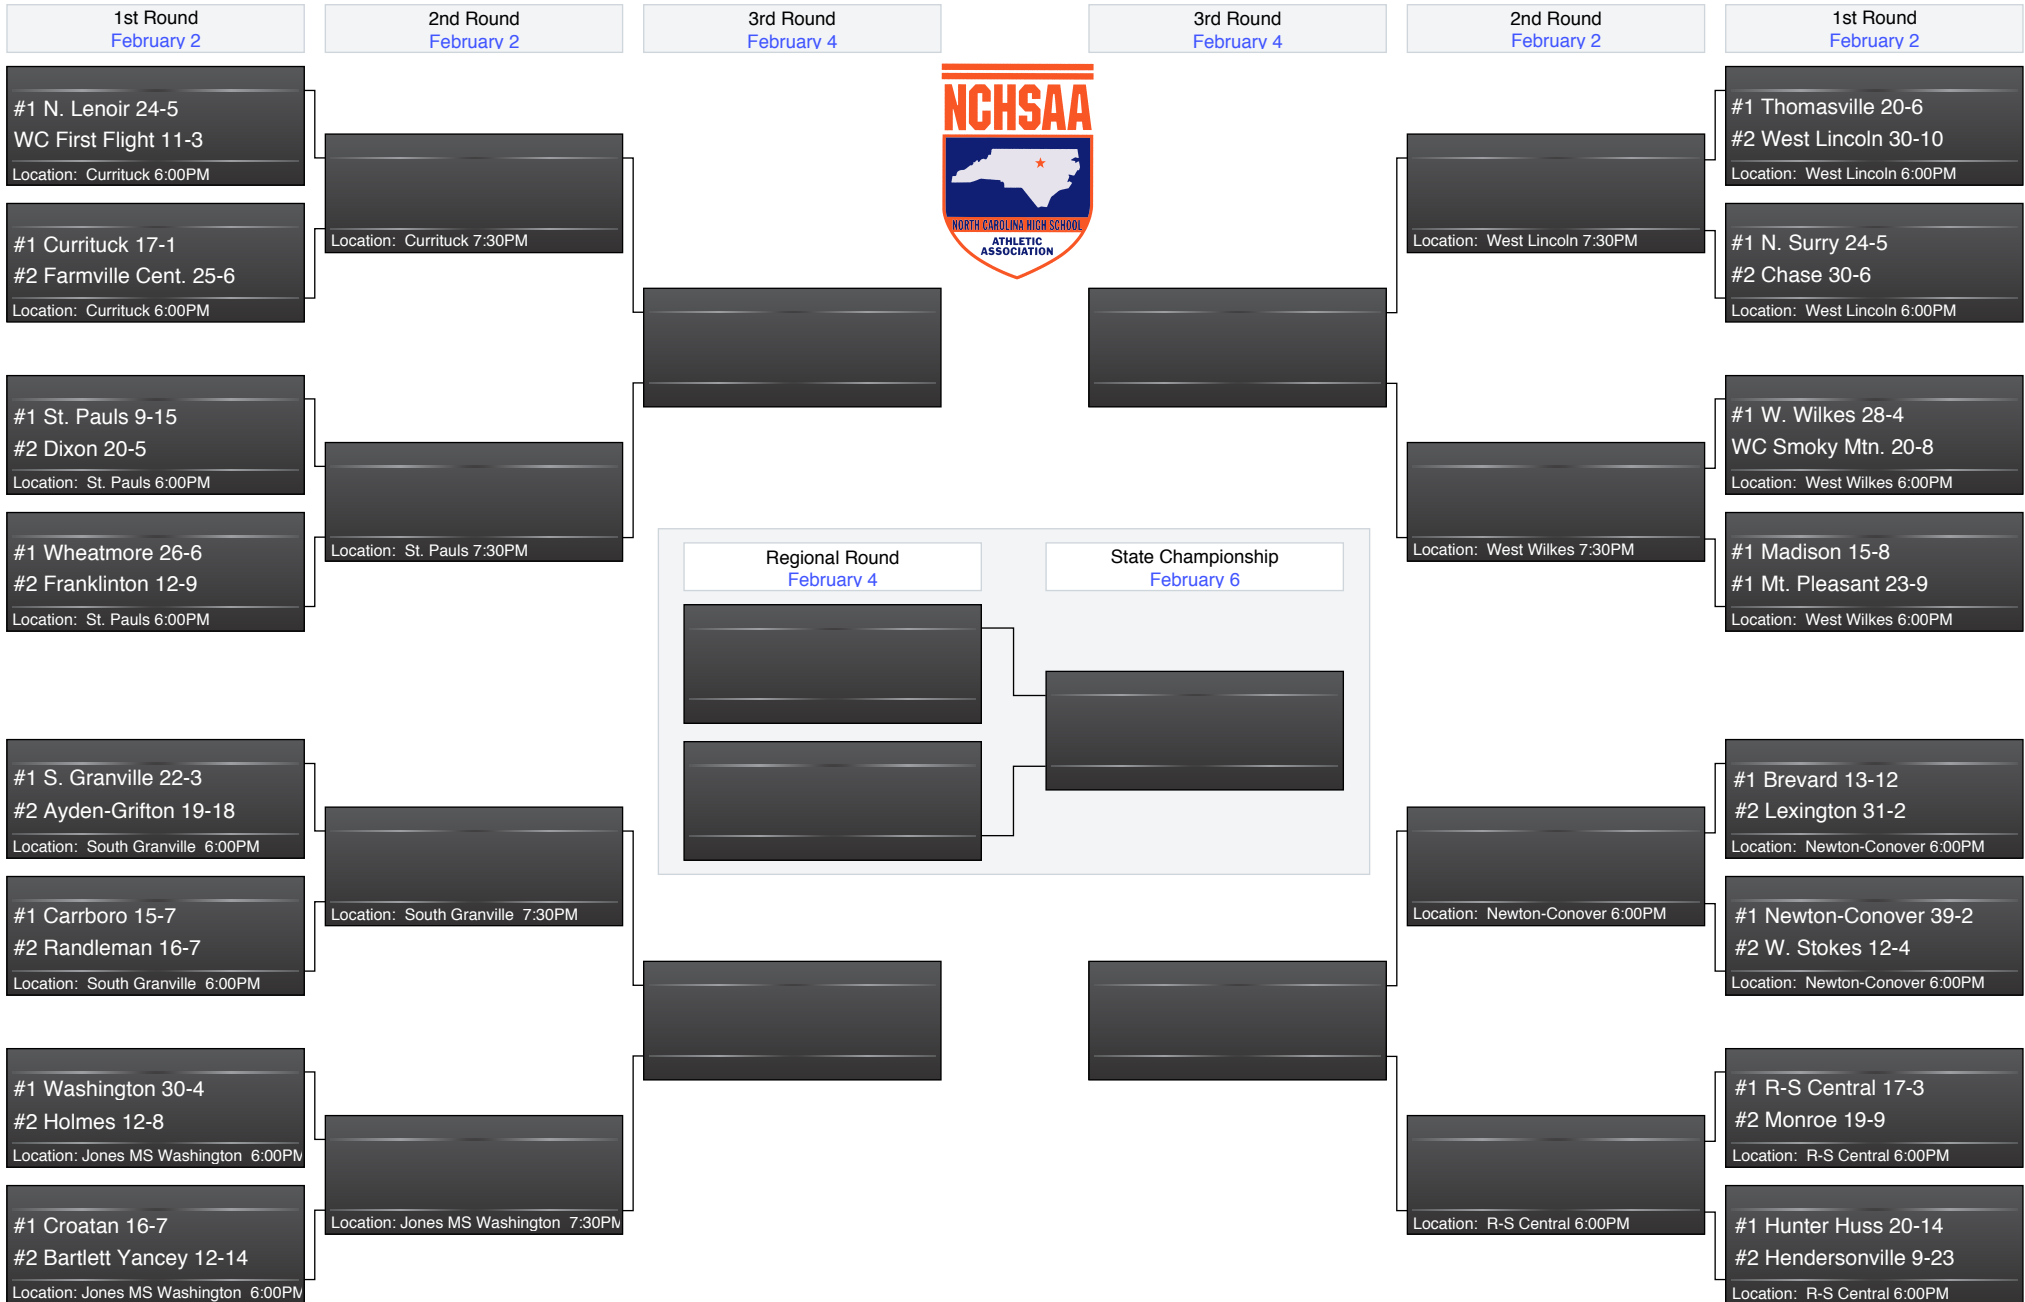 1st Round
February 2
2nd Round
February 2
3rd Round
February 4
3rd Round
February 4
2nd Round
February 2
1st Round
February 2
#1 N. Lenoir 24-5
WC First Flight 11-3
Location: Currituck 6:00PM
#1 Currituck 17-1
#2 Farmville Cent. 25-6
Location: Currituck 6:00PM
Location: Currituck 7:30PM
#1 St. Pauls 9-15
#2 Dixon 20-5
Location: St. Pauls 6:00PM
#1 Wheatmore 26-6
#2 Franklinton 12-9
Location: St. Pauls 6:00PM
Location: St. Pauls 7:30PM
#1 S. Granville 22-3
#2 Ayden-Grifton 19-18
Location: South Granville 6:00PM
#1 Carrboro 15-7
#2 Randleman 16-7
Location: South Granville 6:00PM
Location: South Granville 7:30PM
#1 Washington 30-4
#2 Holmes 12-8
Location: Jones MS Washington 6:00PM
#1 Croatan 16-7
#2 Bartlett Yancey 12-14
Location: Jones MS Washington 6:00PM
Location: Jones MS Washington 7:30PM
NCHSAA
NORTH CAROLINA HIGH SCHOOL
ATHLETIC
ASSOCIATION
Regional Round
February 4
State Championship
February 6
Location: West Lincoln 7:30PM
#1 Thomasville 20-6
#2 West Lincoln 30-10
Location: West Lincoln 6:00PM
#1 N. Surry 24-5
#2 Chase 30-6
Location: West Lincoln 6:00PM
Location: West Wilkes 7:30PM
#1 W. Wilkes 28-4
WC Smoky Mtn. 20-8
Location: West Wilkes 6:00PM
#1 Madison 15-8
#1 Mt. Pleasant 23-9
Location: West Wilkes 6:00PM
Location: Newton-Conover 6:00PM
#1 Brevard 13-12
#2 Lexington 31-2
Location: Newton-Conover 6:00PM
#1 Newton-Conover 39-2
#2 W. Stokes 12-4
Location: Newton-Conover 6:00PM
Location: R-S Central 6:00PM
#1 R-S Central 17-3
#2 Monroe 19-9
Location: R-S Central 6:00PM
#1 Hunter Huss 20-14
#2 Hendersonville 9-23
Location: R-S Central 6:00PM